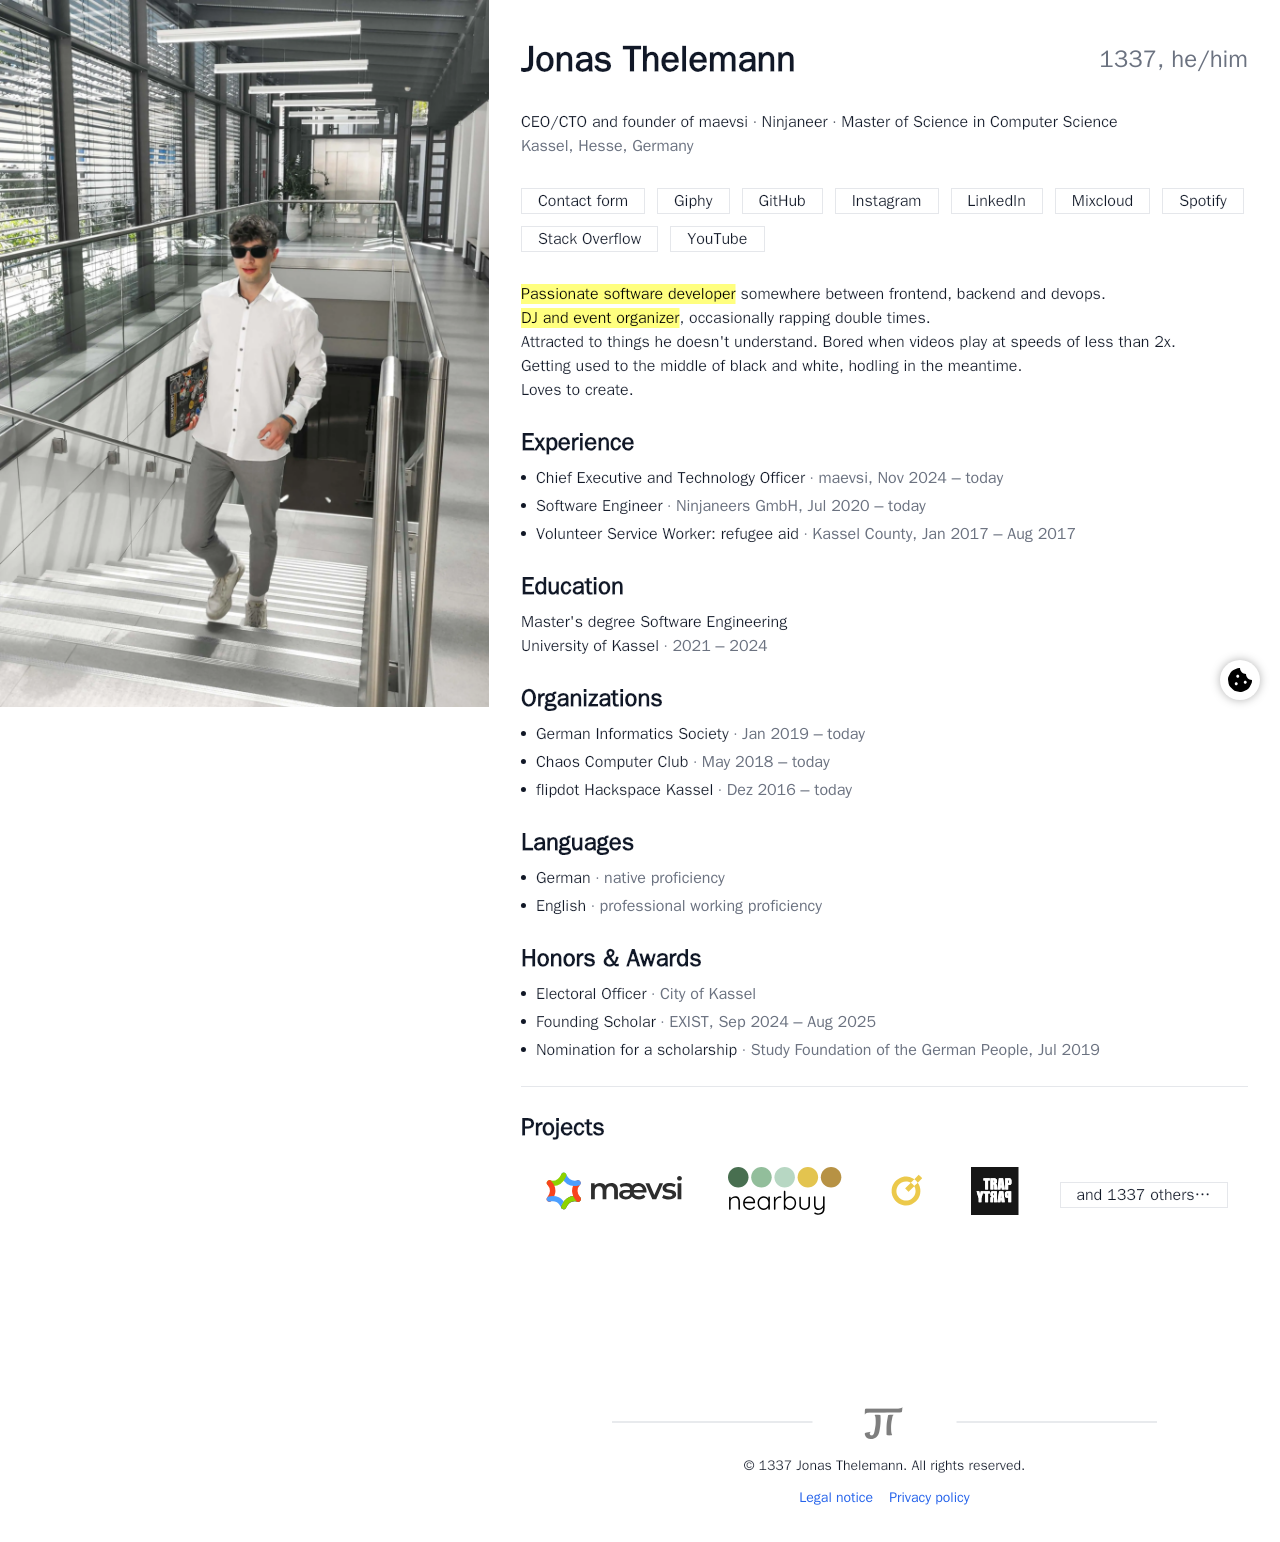 Jonas Thelemann
1337, he/him
CEO/CTO and founder of maevsi · Ninjaneer · Master of Science in Computer Science
Kassel, Hesse, Germany
Contact form
Giphy
GitHub
Instagram
LinkedIn
Mixcloud
Spotify
Stack Overflow
YouTube
Passionate software developer somewhere between frontend, backend and devops.
DJ and event organizer, occasionally rapping double times.
Attracted to things he doesn't understand. Bored when videos play at speeds of less than 2x.
Getting used to the middle of black and white, hodling in the meantime.
Loves to create.
Experience
• Chief Executive and Technology Officer · maevsi, Nov 2024 – today
• Software Engineer · Ninjaneers GmbH, Jul 2020 – today
• Volunteer Service Worker: refugee aid · Kassel County, Jan 2017 – Aug 2017
Education
Master's degree Software Engineering
University of Kassel · 2021 – 2024
Organizations
• German Informatics Society · Jan 2019 – today
• Chaos Computer Club · May 2018 – today
• flipdot Hackspace Kassel · Dez 2016 – today
Languages
• German · native proficiency
• English · professional working proficiency
Honors & Awards
• Electoral Officer · City of Kassel
• Founding Scholar · EXIST, Sep 2024 – Aug 2025
• Nomination for a scholarship · Study Foundation of the German People, Jul 2019
Projects
mævsi
nearbuy
TRAP
PARTY
and 1337 others···
JT
© 1337 Jonas Thelemann. All rights reserved.
Legal notice
Privacy policy